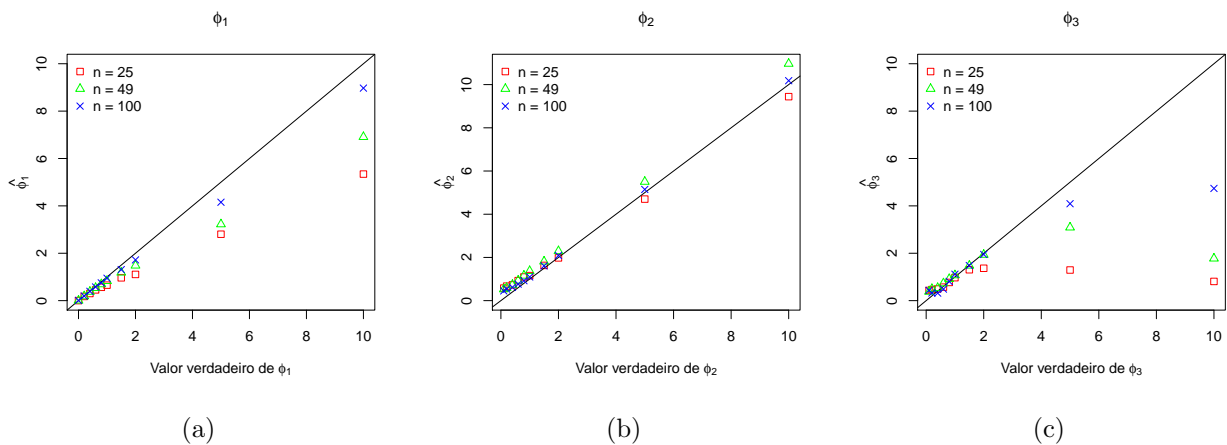 ϕ1
n = 25
n = 49
n = 100
10
8
6
4
2
0
ϕ̂1
0 2 4 6 8 10
Valor verdadeiro de ϕ1
(a)
ϕ2
n = 25
n = 49
n = 100
10
8
6
4
2
0
ϕ̂2
0 2 4 6 8 10
Valor verdadeiro de ϕ2
(b)
ϕ3
n = 25
n = 49
n = 100
10
8
6
4
2
0
ϕ̂3
0 2 4 6 8 10
Valor verdadeiro de ϕ3
(c)